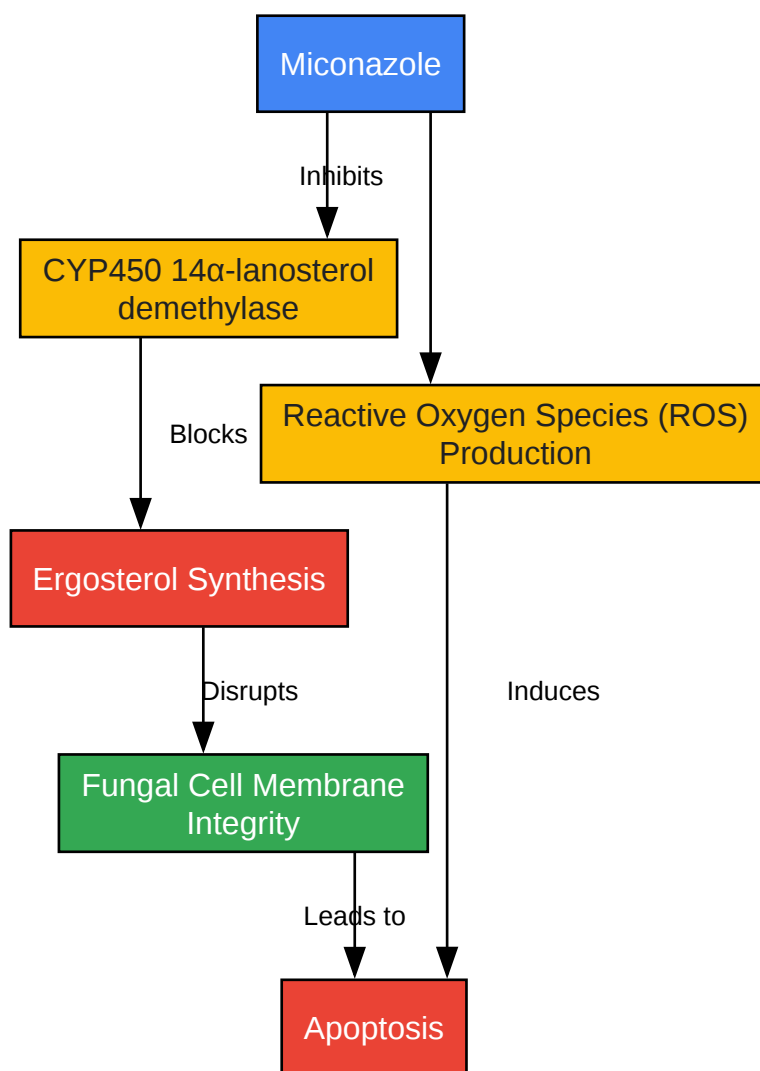 Miconazole
Inhibits
CYP450 14α-lanosterol
demethylase
Blocks
Reactive Oxygen Species (ROS)
Production
Ergosterol Synthesis
Disrupts
Induces
Fungal Cell Membrane
Integrity
Leads to
Apoptosis